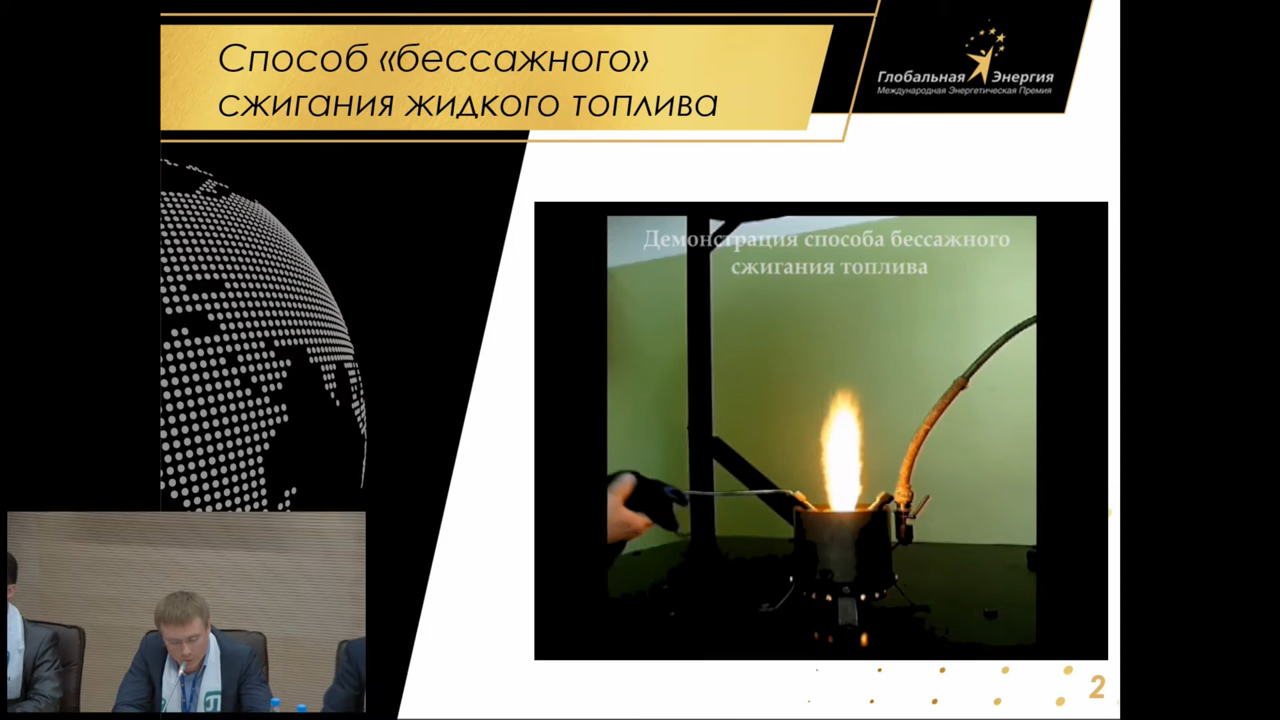 Способ «бессажного»
сжигания жидкого топлива
Глобальная Энергия
Международная Энергетическая Премия
Демонстрация способа бессажного
сжигания топлива
2